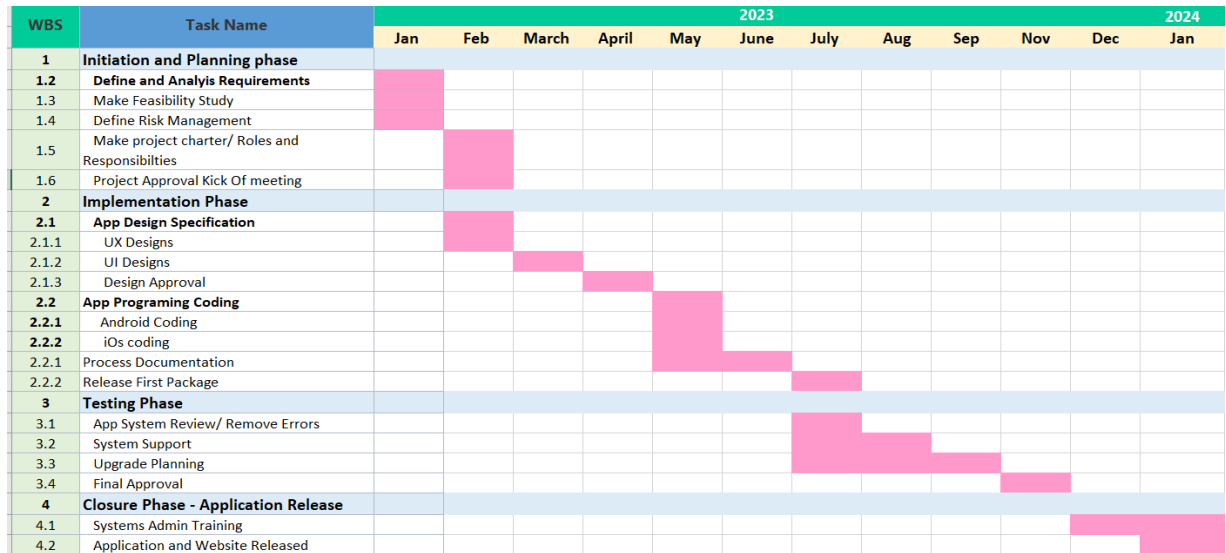 WBS Task Name 2023 2024
Jan Feb March April May June July Aug Sep Nov Dec Jan
1 Initiation and Planning phase
1.2 Define and Analyis Requirements
1.3 Make Feasibility Study
1.4 Define Risk Management
1.5 Make project charter/ Roles and
Responsibilties
1.6 Project Approval Kick Of meeting
2 Implementation Phase
2.1 App Design Specification
2.1.1 UX Designs
2.1.2 UI Designs
2.1.3 Design Approval
2.2 App Programing Coding
2.2.1 Android Coding
2.2.2 iOs coding
2.2.1 Process Documentation
2.2.2 Release First Package
3 Testing Phase
3.1 App System Review/ Remove Errors
3.2 System Support
3.3 Upgrade Planning
3.4 Final Approval
4 Closure Phase - Application Release
4.1 Systems Admin Training
4.2 Application and Website Released